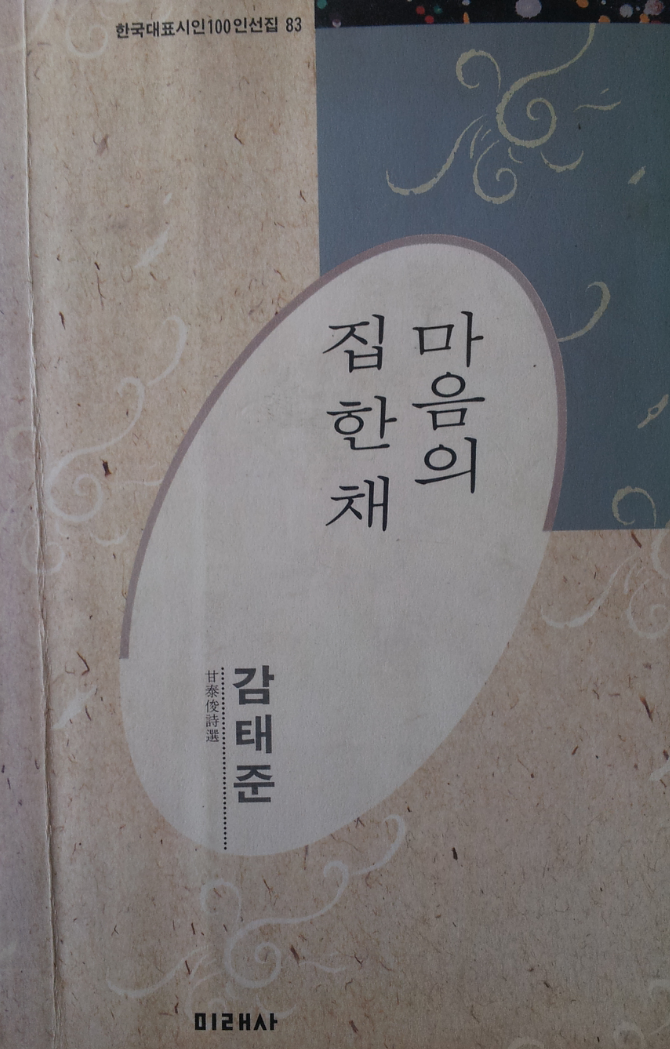 한국대표시인100인선집 83
마음의
집 한 채
감태준
甘泰俊詩選
미래사